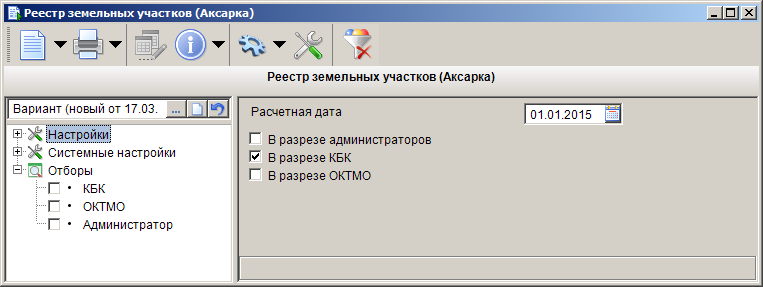 Реестр земельных участков (Аксарка)
Реестр земельных участков (Аксарка)
Вариант (новый от 17.03. ...
Настройки
Системные настройки
Отборы
КБК
ОКТМО
Администратор
Расчетная дата 01.01.2015
В разрезе администраторов
В разрезе КБК
В разрезе ОКТМО